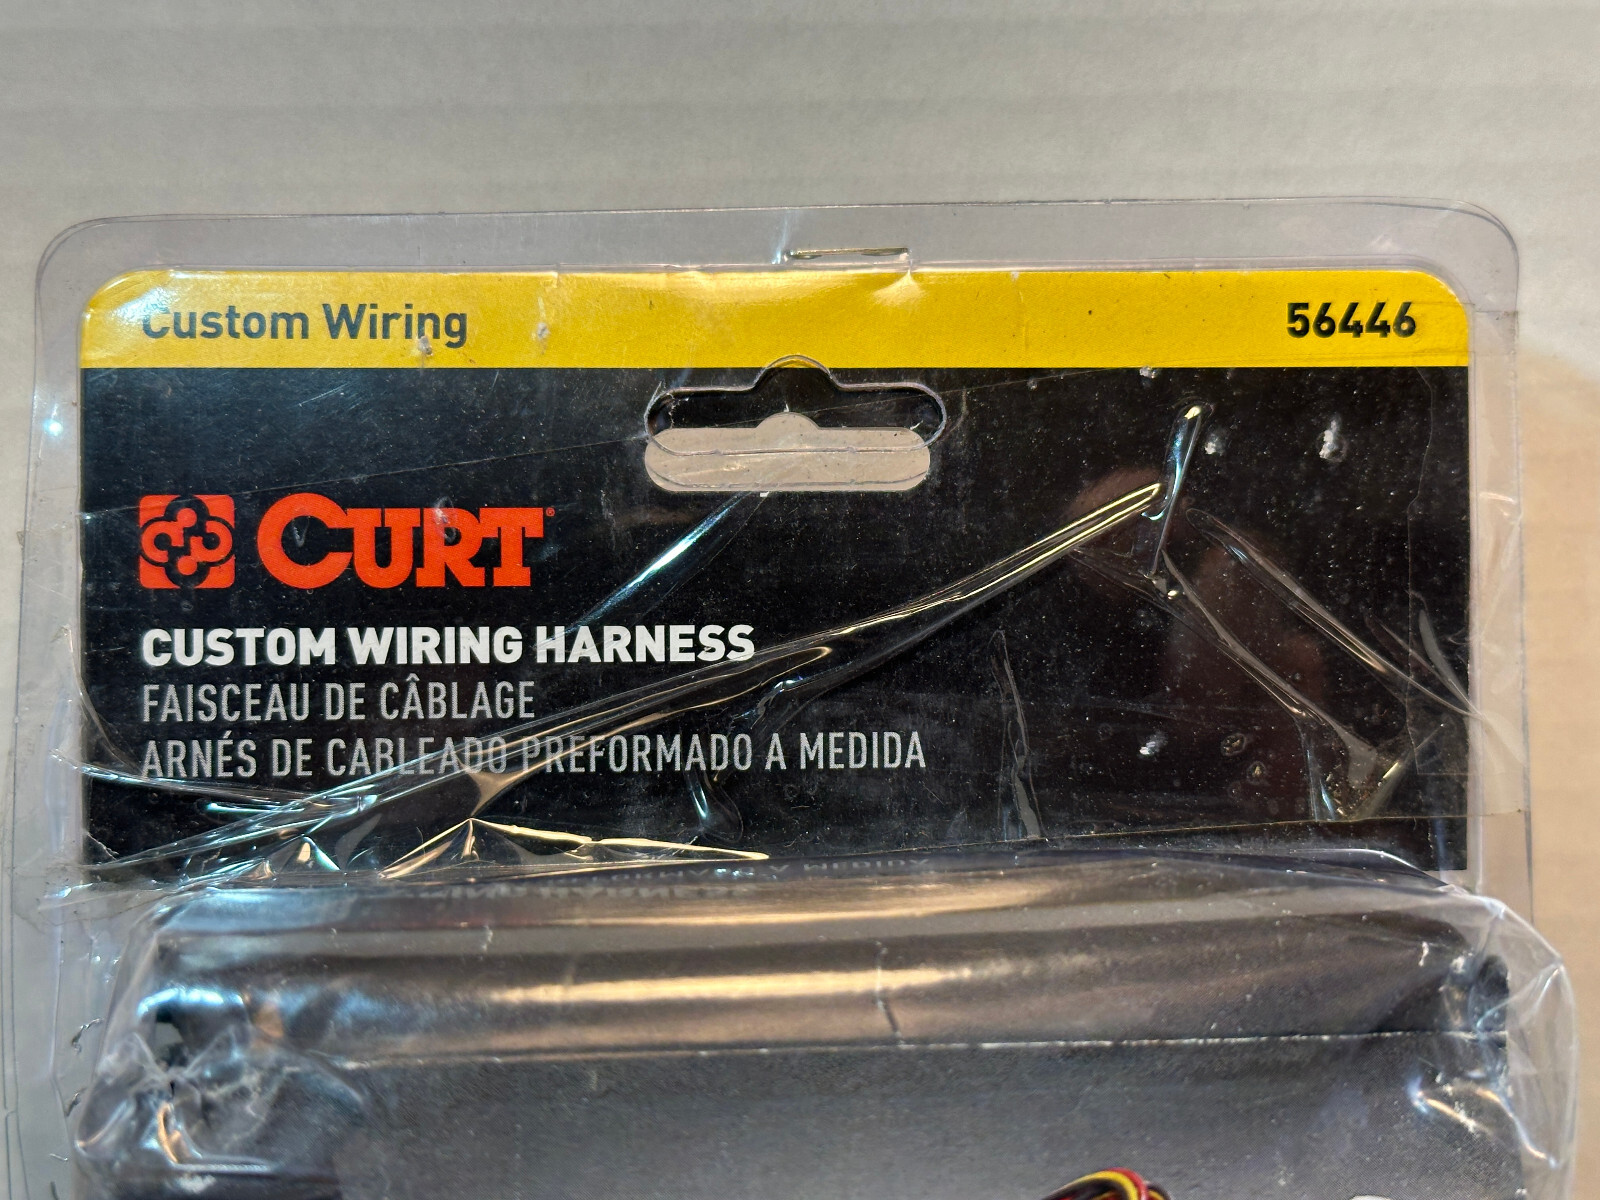 Custom Wiring 56446
CURT®
CUSTOM WIRING HARNESS
FAISCEAU DE CÂBLAGE
ARNÉS DE CABLEADO PREFORMADO A MEDIDA